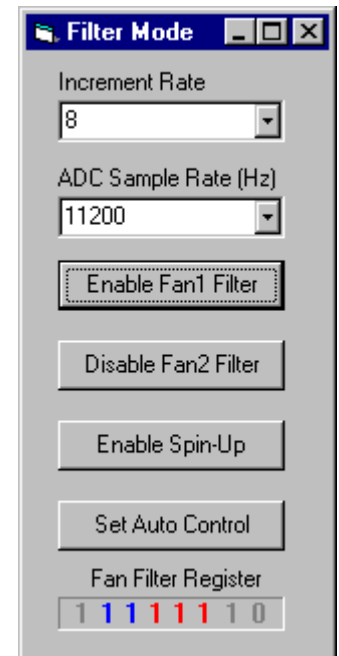 Filter Mode
Increment Rate
8
ADC Sample Rate (Hz)
11200
Enable Fan1 Filter
Disable Fan2 Filter
Enable Spin-Up
Set Auto Control
Fan Filter Register
1 1 1 1 1 1 1 0